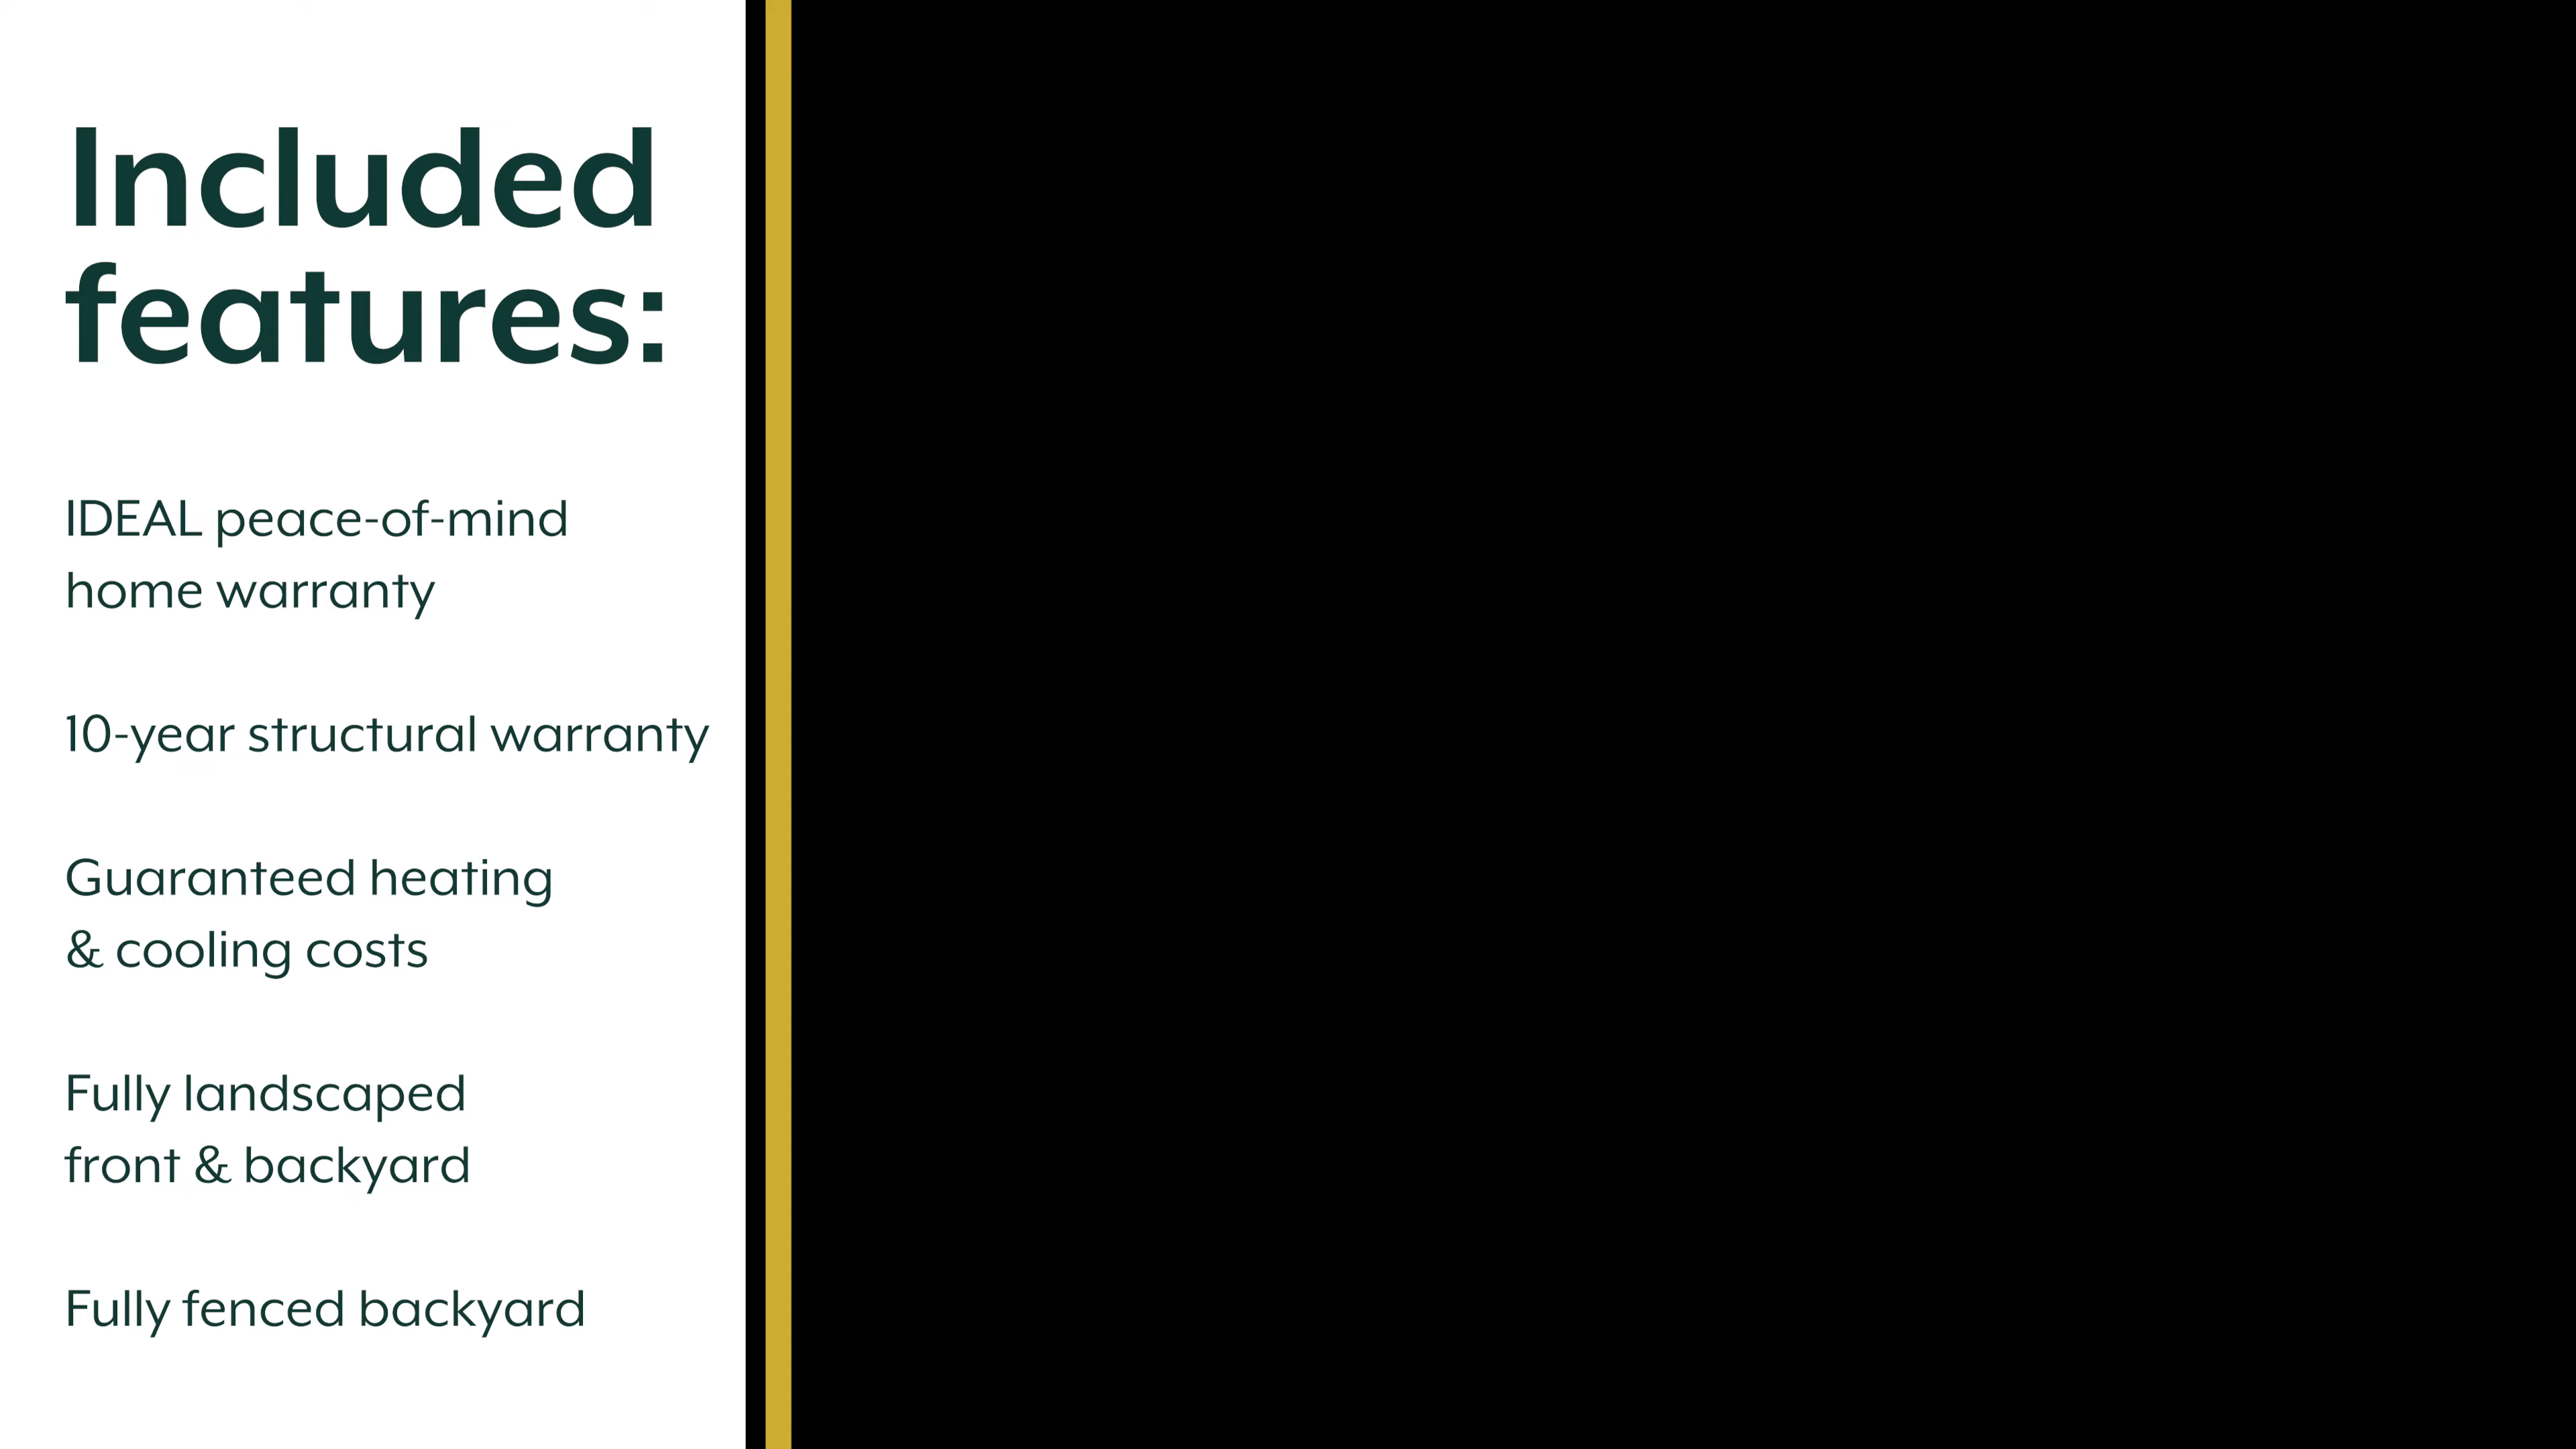 Included
features:
IDEAL peace-of-mind
home warranty
10-year structural warranty
Guaranteed heating
& cooling costs
Fully landscaped
front & backyard
Fully fenced backyard